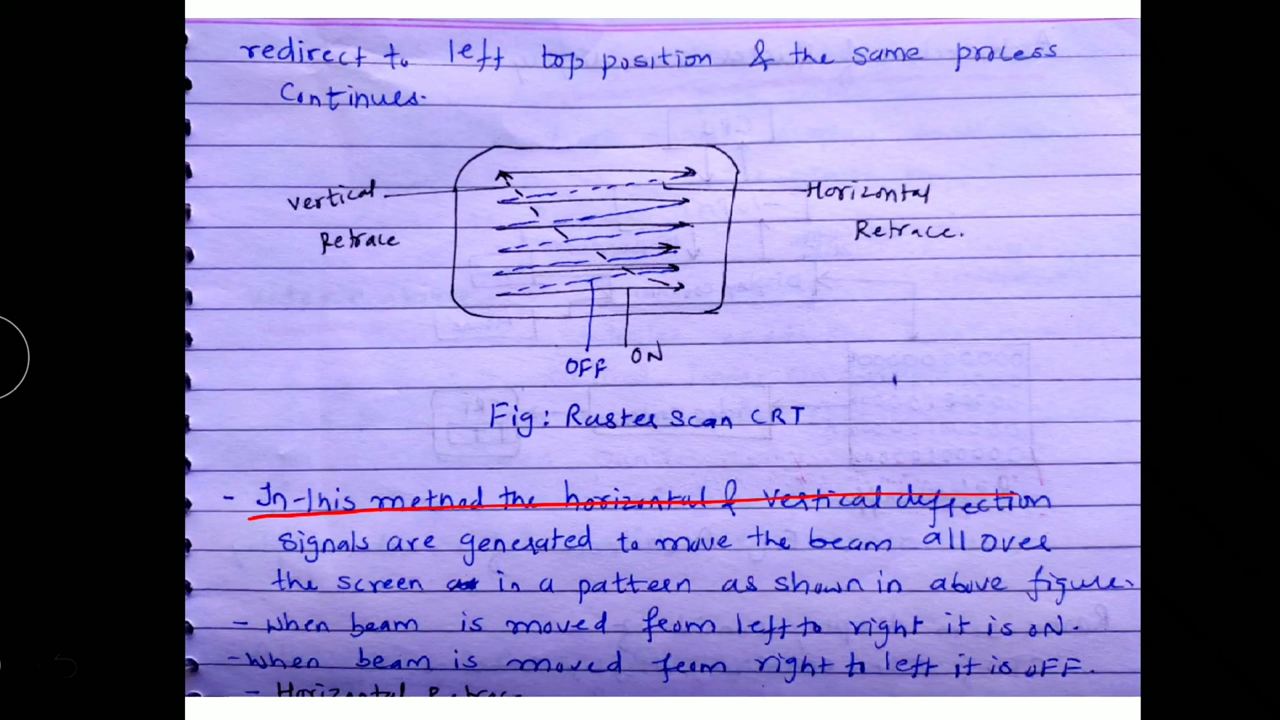 redirect to left top position & the same process
Continues.
Vertical
Retrace
Horizontal
Retrace.
OFF
ON
Fig: Raster Scan CRT
- In this method the horizontal & vertical deflection
Signals are generated to move the beam all over
the screen in a pattern as shown in above figure.
- When beam is moved from left to right it is ON.
- When beam is moved from right to left it is OFF.
- Horizontal Retrace